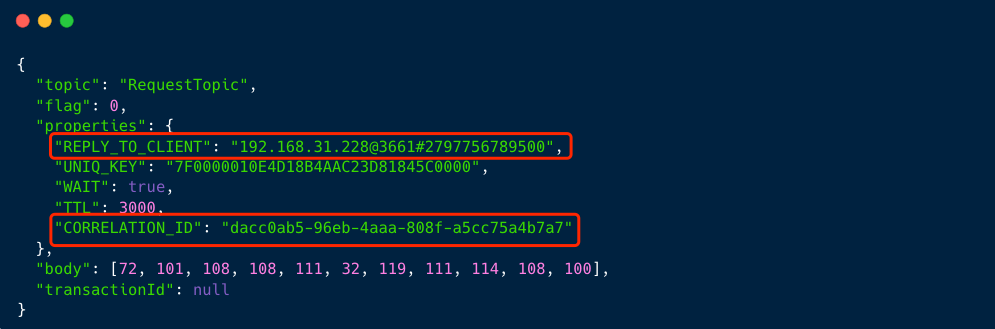 {
"topic": "RequestTopic",
"flag": 0,
"properties": {
"REPLY_TO_CLIENT": "192.168.31.228@3661#2797756789500",
"UNIQ_KEY": "7F0000010E4D18B4AAC23D81845C0000",
"WAIT": true,
"TTL": 3000,
"CORRELATION_ID": "dacc0ab5-96eb-4aaa-808f-a5cc75a4b7a7"
},
"body": [72, 101, 108, 108, 111, 32, 119, 111, 114, 108, 100],
"transactionId": null
}